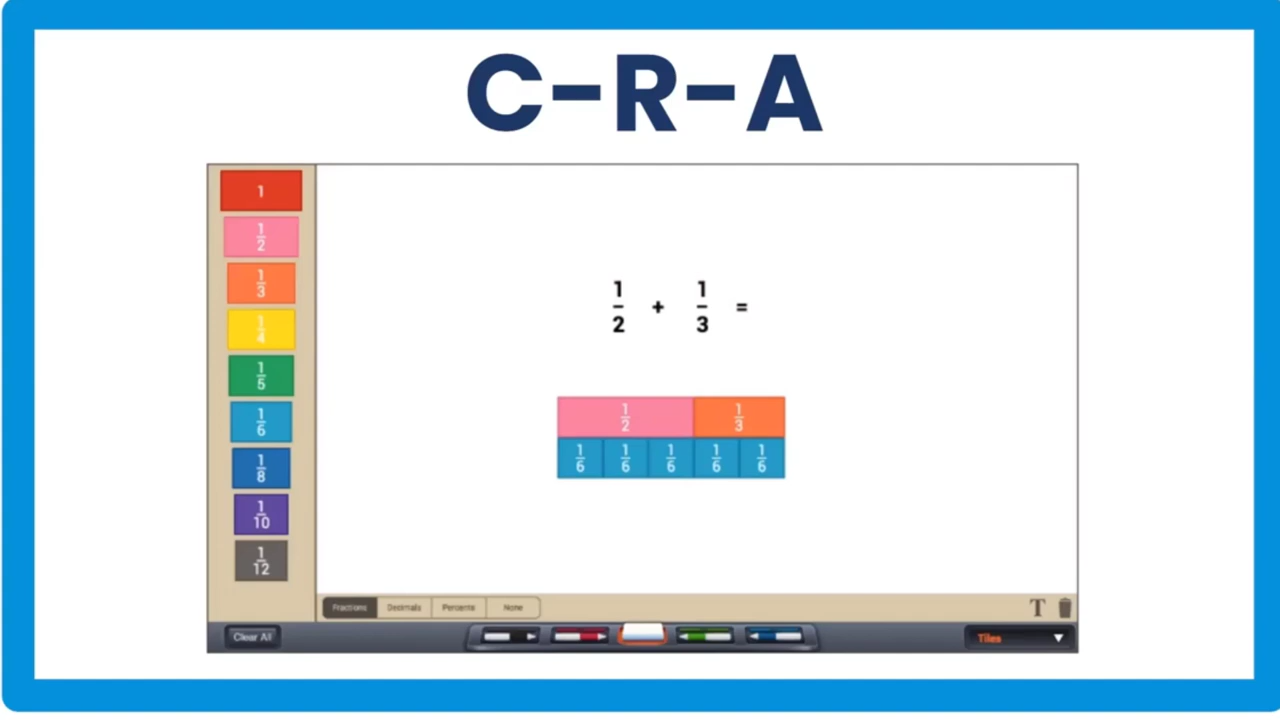 C-R-A
1
1/2
1/3
1/4
1/5
1/6
1/8
1/10
1/12
1/2 + 1/3 =
1/2 1/3
1/6 1/6 1/6 1/6 1/6
Fractions Decimals Percents None T
Clear All Tiles